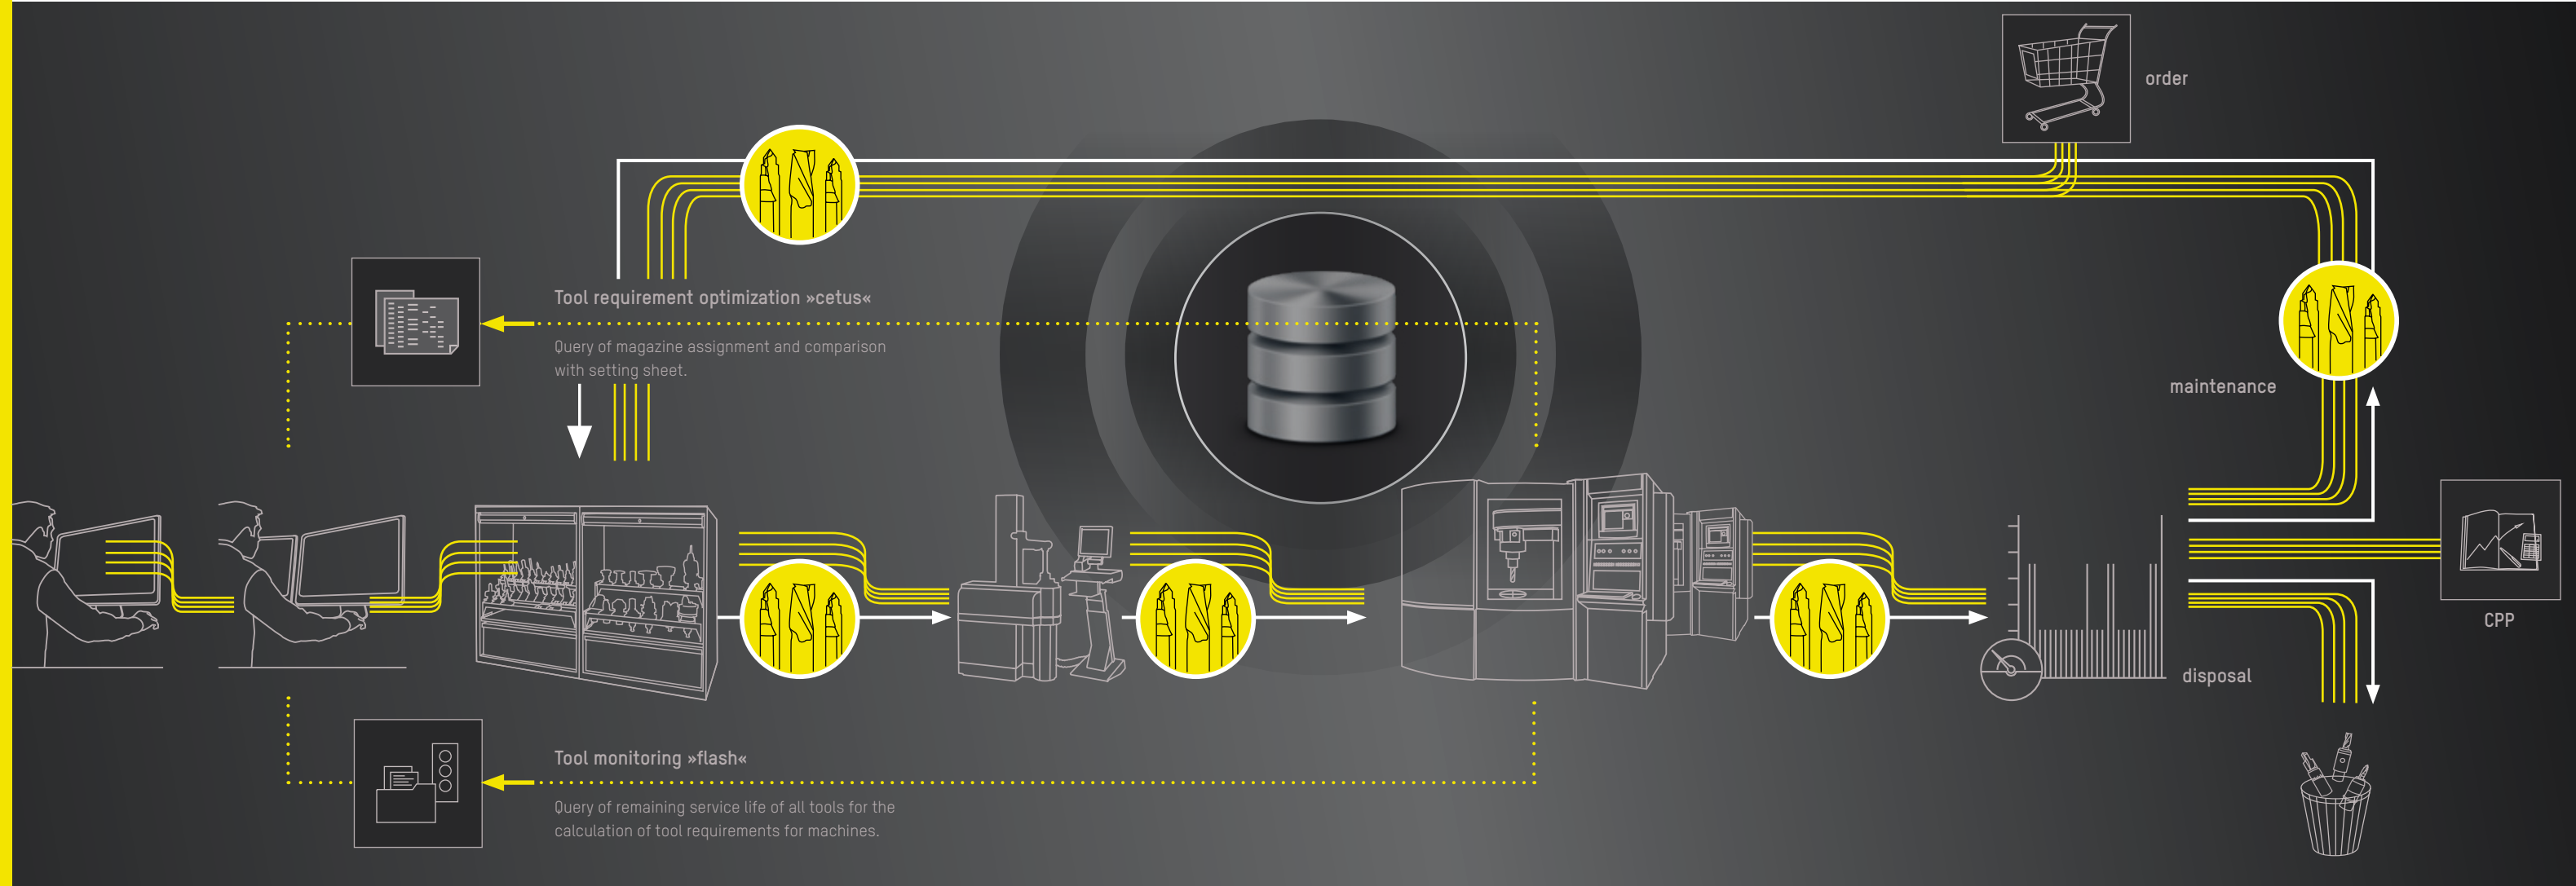 order
Tool requirement optimization »cetus«
Query of magazine assignment and comparison
with setting sheet.
maintenance
CPP
disposal
Tool monitoring »flash«
Query of remaining service life of all tools for the
calculation of tool requirements for machines.